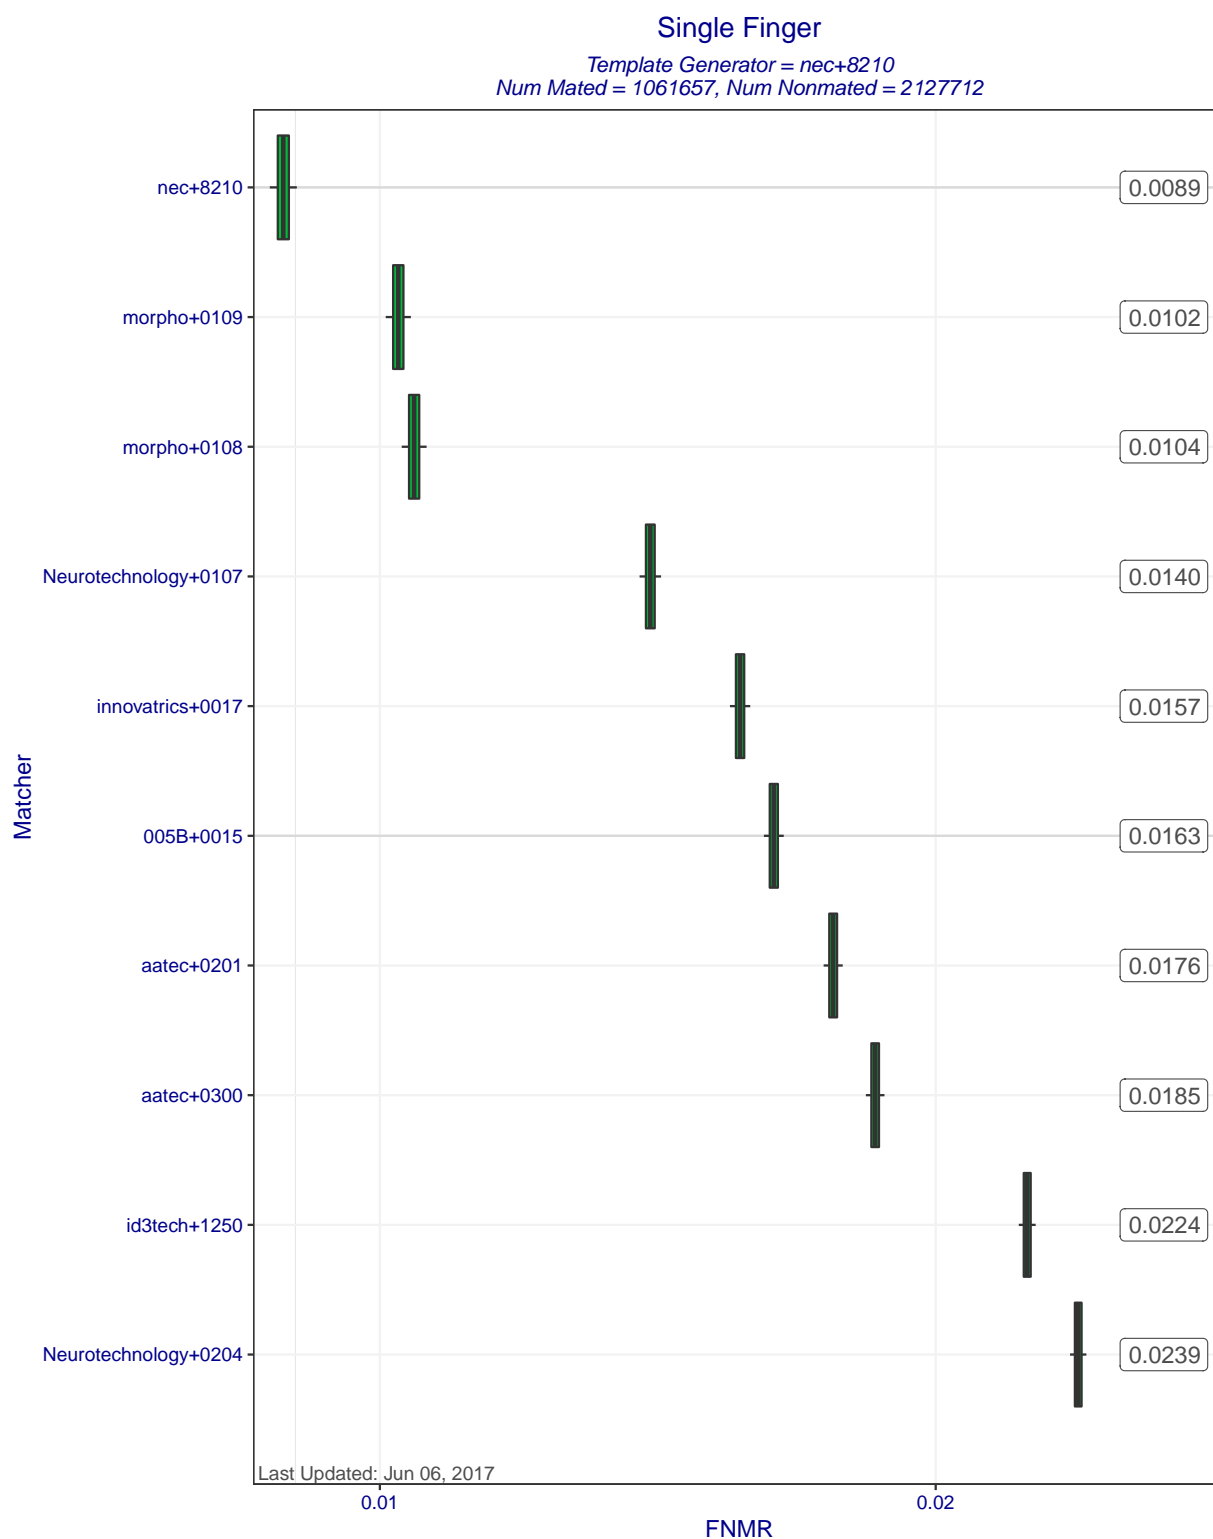 Single Finger
Template Generator = nec+8210
Num Mated = 1061657, Num Nonmated = 2127712
nec+8210 0.0089
morpho+0109 0.0102
morpho+0108 0.0104
Neurotechnology+0107 0.0140
innovatrics+0017 0.0157
Matcher
005B+0015 0.0163
aatec+0201 0.0176
aatec+0300 0.0185
id3tech+1250 0.0224
Neurotechnology+0204 0.0239
Last Updated: Jun 06, 2017
0.01 0.02
FNMR